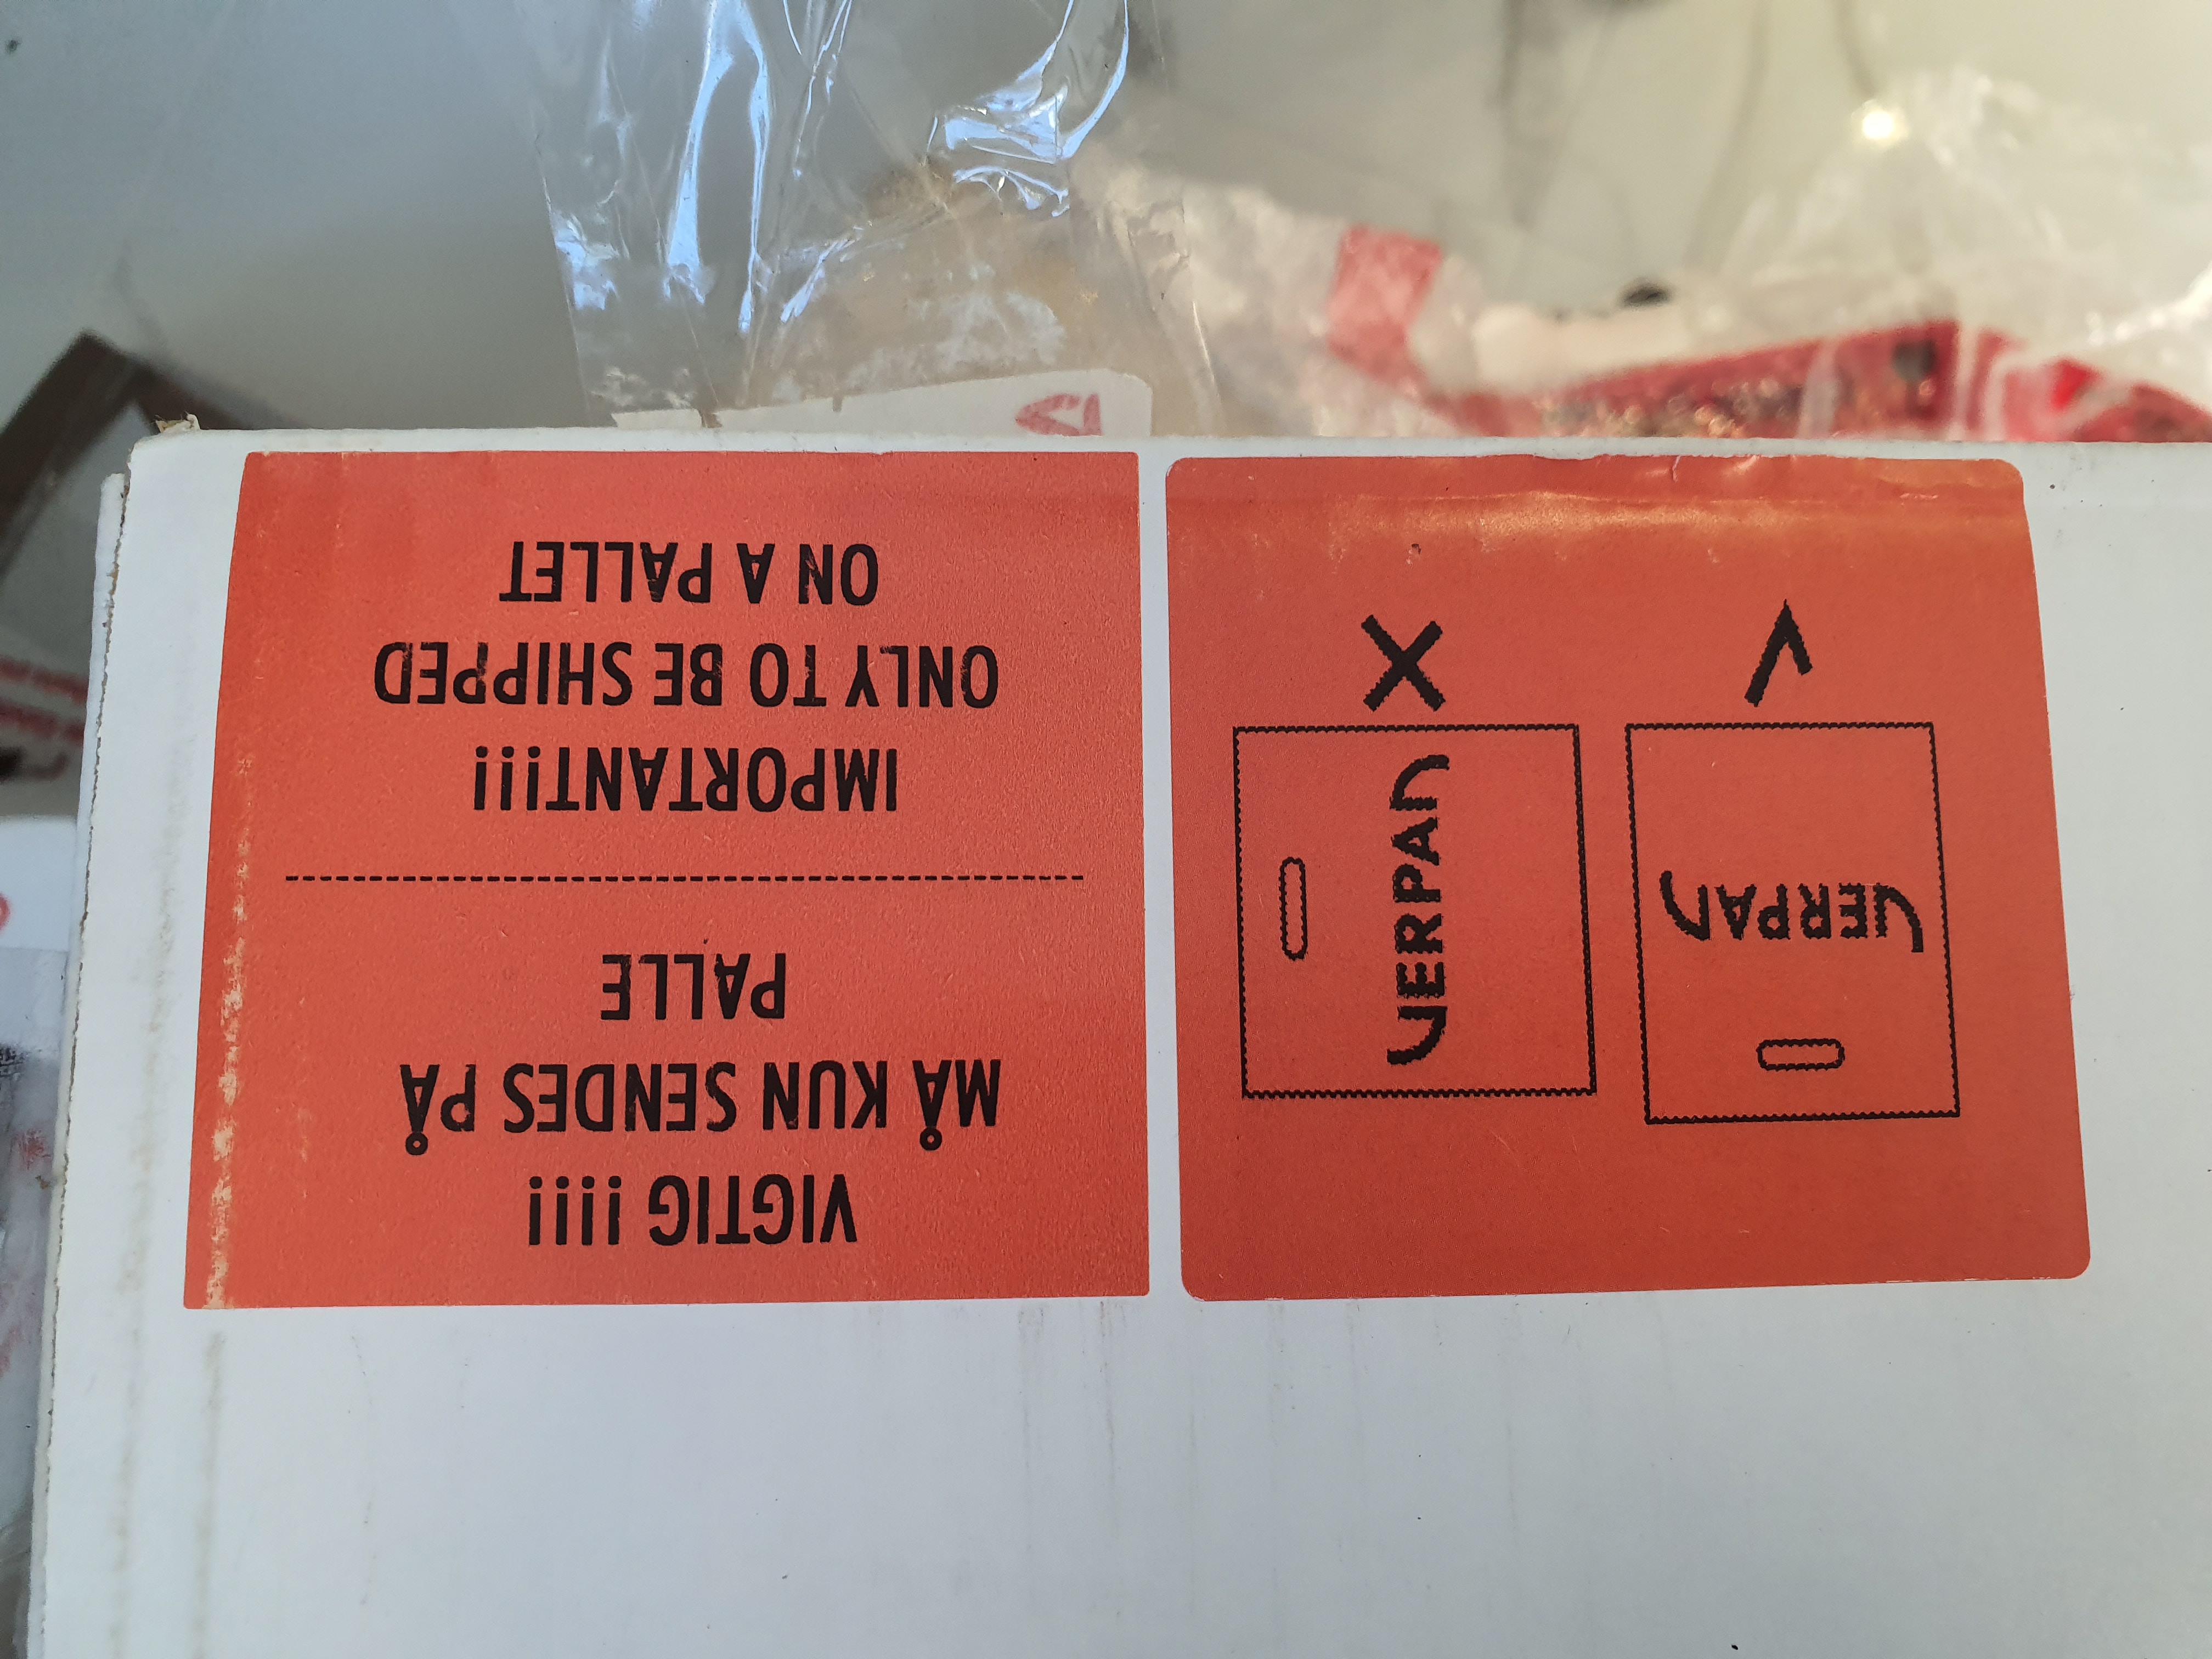 VIGTIG !!!!
MÅ KUN SENDES PÅ
PALLE
IMPORTANT!!!
ONLY TO BE SHIPPED
ON A PALLET
VERPAN
VERPAN